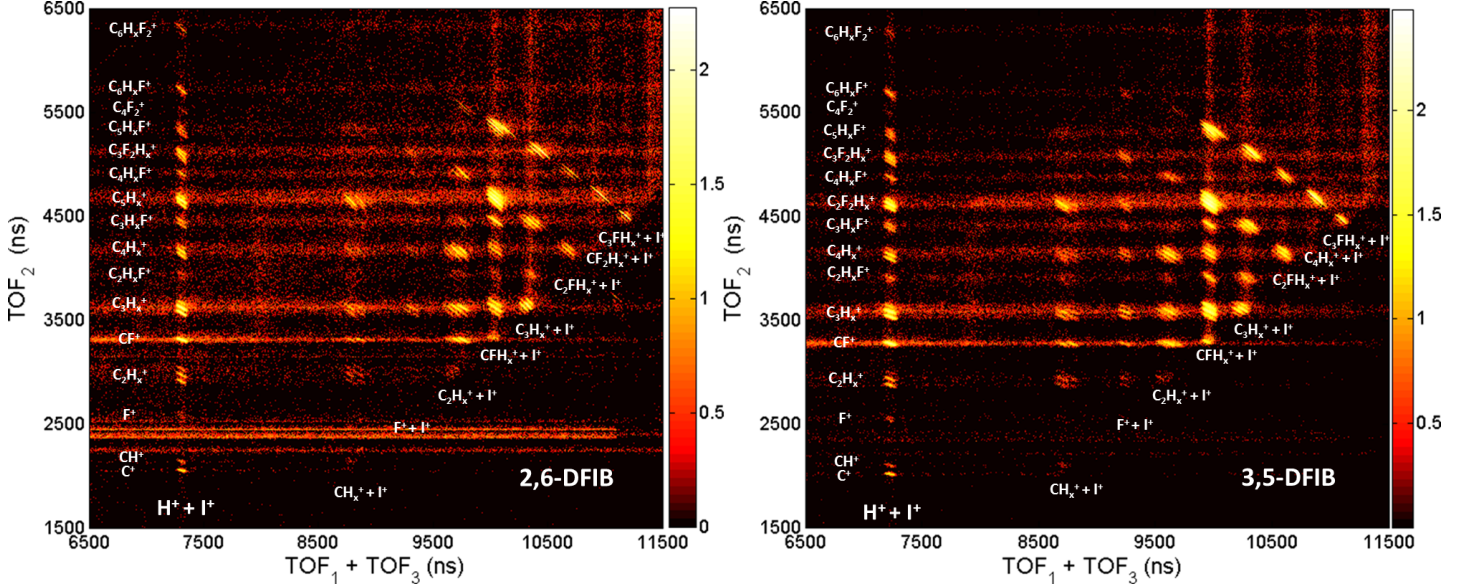 6500
5500
4500
3500
2500
1500
TOF₂ (ns)
C₆HₓF₂⁺
C₆HₓF⁺
C₄F₂⁺
C₅HₓF⁺
C₃F₂Hₓ⁺
C₄HₓF⁺
C₅Hₓ⁺
C₃HₓF⁺
C₄Hₓ⁺
C₂HₓF⁺
C₃Hₓ⁺
CF⁺
C₂Hₓ⁺
F⁺
CH⁺
C⁺
C₃FHₓ⁺ + I⁺
CF₂Hₓ⁺ + I⁺
C₂FHₓ⁺ + I⁺
C₃Hₓ⁺ + I⁺
CFHₓ⁺ + I⁺
C₂Hₓ⁺ + I⁺
F⁺ + I⁺
CHₓ⁺ + I⁺
2,6-DFIB
H⁺ + I⁺
6500 7500 8500 9500 10500 11500
TOF₁ + TOF₃ (ns)
2
1.5
1
0.5
0
6500
5500
4500
3500
2500
1500
TOF₂ (ns)
C₆HₓF₂⁺
C₆HₓF⁺
C₄F₂⁺
C₅HₓF⁺
C₃F₂Hₓ⁺
C₄HₓF⁺
C₂F₂Hₓ⁺
C₃HₓF⁺
C₄Hₓ⁺
C₂HₓF⁺
C₃Hₓ⁺
CF⁺
C₂Hₓ⁺
F⁺
CH⁺
C⁺
C₃FHₓ⁺ + I⁺
C₄Hₓ⁺ + I⁺
C₂FHₓ⁺ + I⁺
C₃Hₓ⁺ + I⁺
CFHₓ⁺ + I⁺
C₂Hₓ⁺ + I⁺
F⁺ + I⁺
CHₓ⁺ + I⁺
3,5-DFIB
H⁺ + I⁺
6500 7500 8500 9500 10500 11500
TOF₁ + TOF₃ (ns)
2
1.5
1
0.5